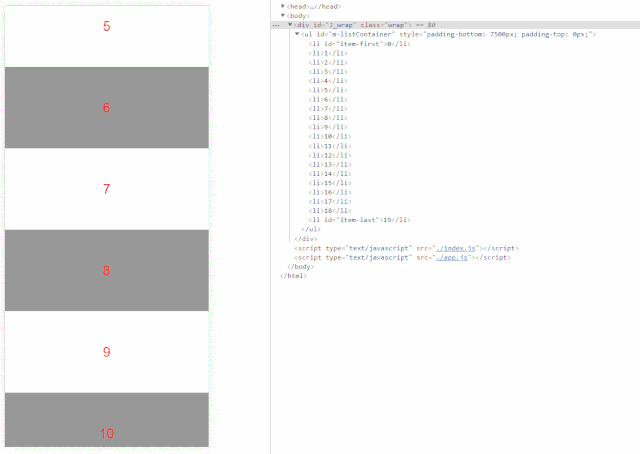 5
6
7
8
9
10
▶<head>…</head>
▼<body>
… ▼<div id="J_wrap" class="wrap"> == $0
▼<ul id="m-listContainer" style="padding-bottom: 7500px; padding-top: 0px;">
<li id="item-first">0</li>
<li>1</li>
<li>2</li>
<li>3</li>
<li>4</li>
<li>5</li>
<li>6</li>
<li>7</li>
<li>8</li>
<li>9</li>
<li>10</li>
<li>11</li>
<li>12</li>
<li>13</li>
<li>14</li>
<li>15</li>
<li>16</li>
<li>17</li>
<li>18</li>
<li id="item-last">19</li>
</ul>
</div>
<script type="text/javascript" src="./index.js"></script>
<script type="text/javascript" src="./app.js"></script>
</body>
</html>